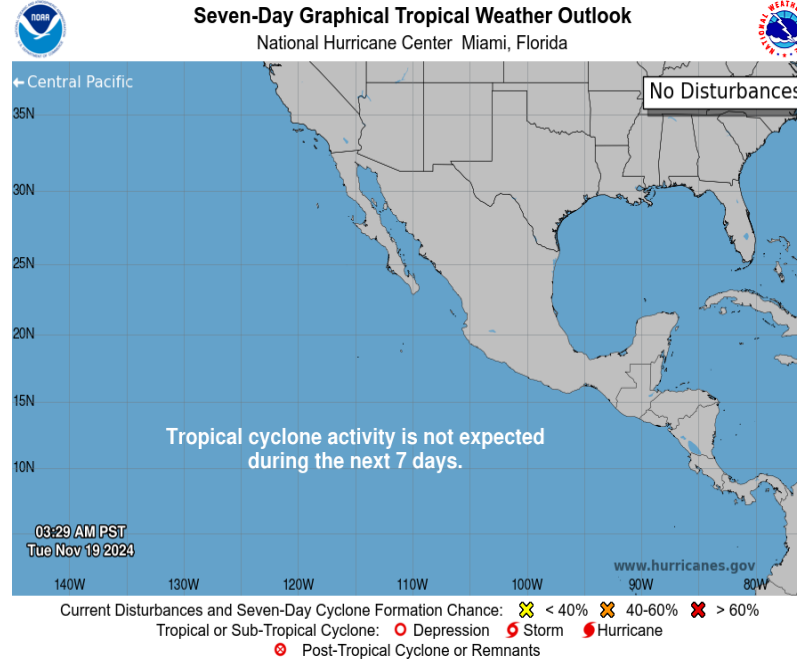 Seven-Day Graphical Tropical Weather Outlook
National Hurricane Center Miami, Florida
NOAA
← Central Pacific
No Disturbances
35N
30N
25N
20N
15N
10N
Tropical cyclone activity is not expected
during the next 7 days.
03:29 AM PST
Tue Nov 19 2024
www.hurricanes.gov
140W 130W 120W 110W 100W 90W 80W
Current Disturbances and Seven-Day Cyclone Formation Chance: < 40% 40-60% > 60%
Tropical or Sub-Tropical Cyclone: Depression Storm Hurricane
Post-Tropical Cyclone or Remnants